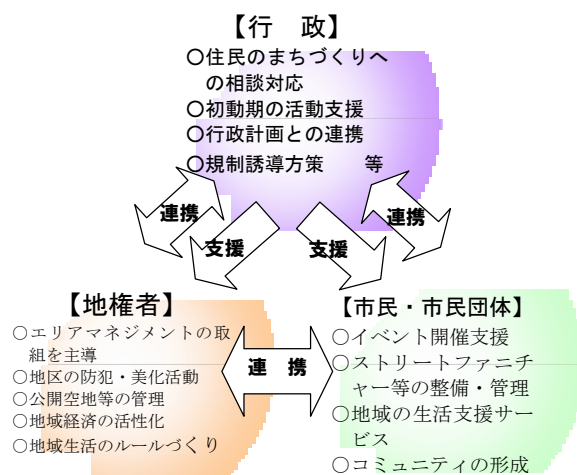 【行　政】
○住民のまちづくりへ
の相談対応
○初動期の活動支援
○行政計画との連携
○規制誘導方策　　等
連携
支援
支援
連携
【地権者】
○エリアマネジメントの取
組を主導
○地区の防犯・美化活動
○公開空地等の管理
○地域経済の活性化
○地域生活のルールづくり
連　携
【市民・市民団体】
○イベント開催支援
○ストリートファニチ
ャー等の整備・管理
○地域の生活支援サー
ビス
○コミュニティの形成